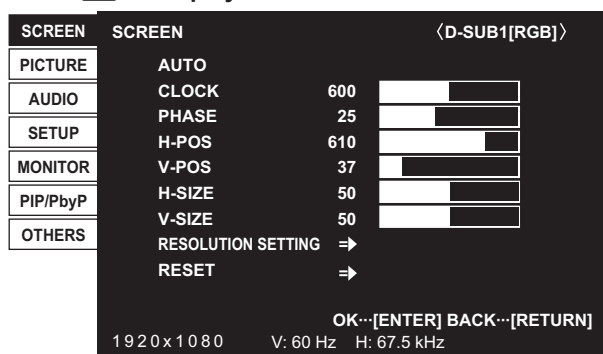 SCREEN
PICTURE
AUDIO
SETUP
MONITOR
PIP/PbyP
OTHERS
SCREEN 〈D-SUB1[RGB]〉
AUTO
CLOCK 600
PHASE 25
H-POS 610
V-POS 37
H-SIZE 50
V-SIZE 50
RESOLUTION SETTING ⇒
RESET ⇒
OK···[ENTER] BACK···[RETURN]
1920x1080 V: 60 Hz H: 67.5 kHz